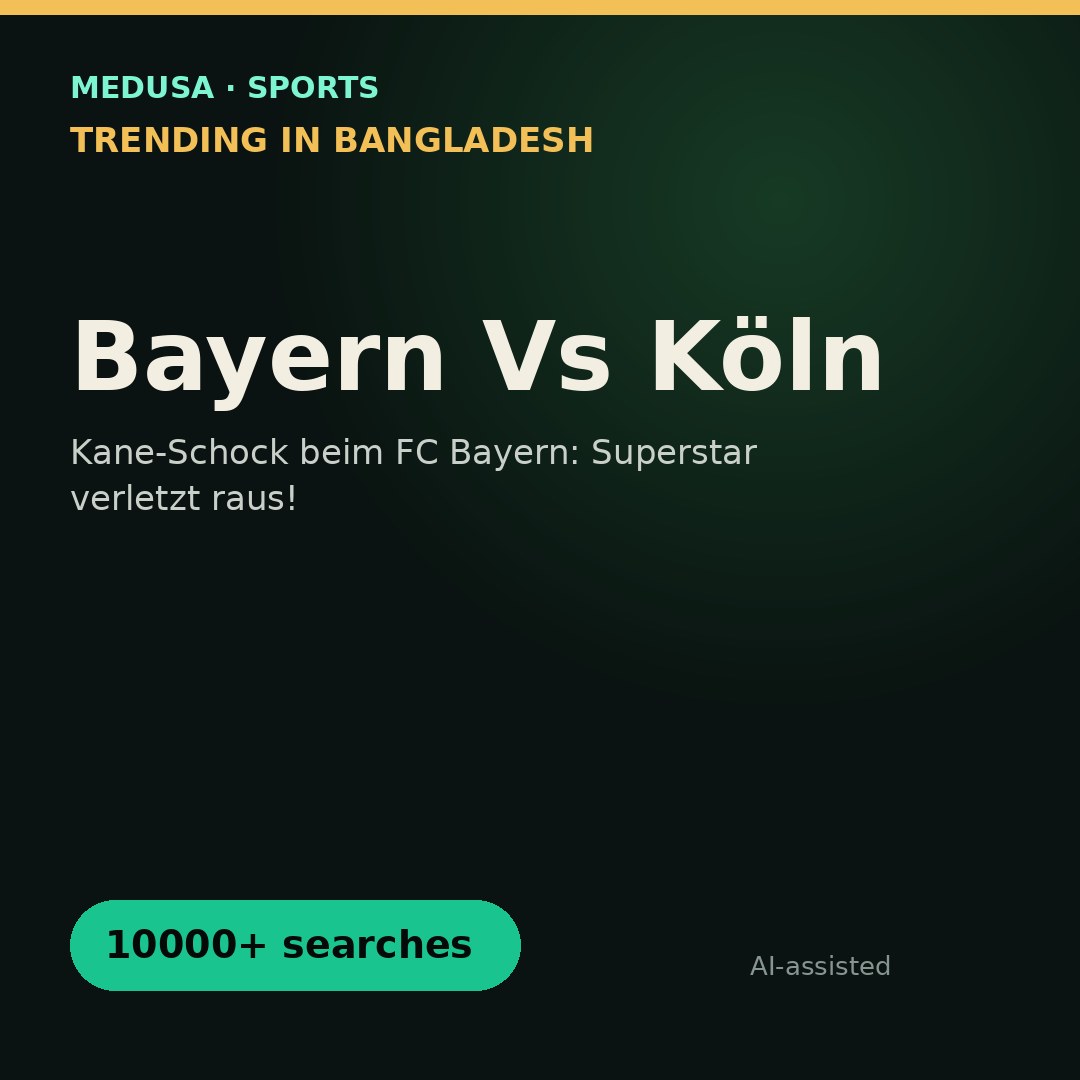 MEDUSA · SPORTS
TRENDING IN BANGLADESH
Bayern Vs Köln
Kane-Schock beim FC Bayern: Superstar
verletzt raus!
10000+ searches
AI-assisted